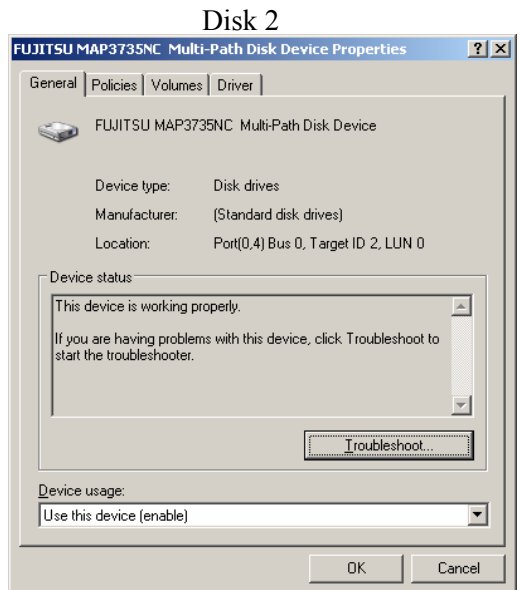 Disk 2
FUJITSU MAP3735NC Multi-Path Disk Device Properties
General Policies Volumes Driver
FUJITSU MAP3735NC Multi-Path Disk Device
Device type: Disk drives
Manufacturer: (Standard disk drives)
Location: Port(0,4) Bus 0, Target ID 2, LUN 0
Device status
This device is working properly.
If you are having problems with this device, click Troubleshoot to
start the troubleshooter.
Troubleshoot...
Device usage:
Use this device (enable)
OK Cancel